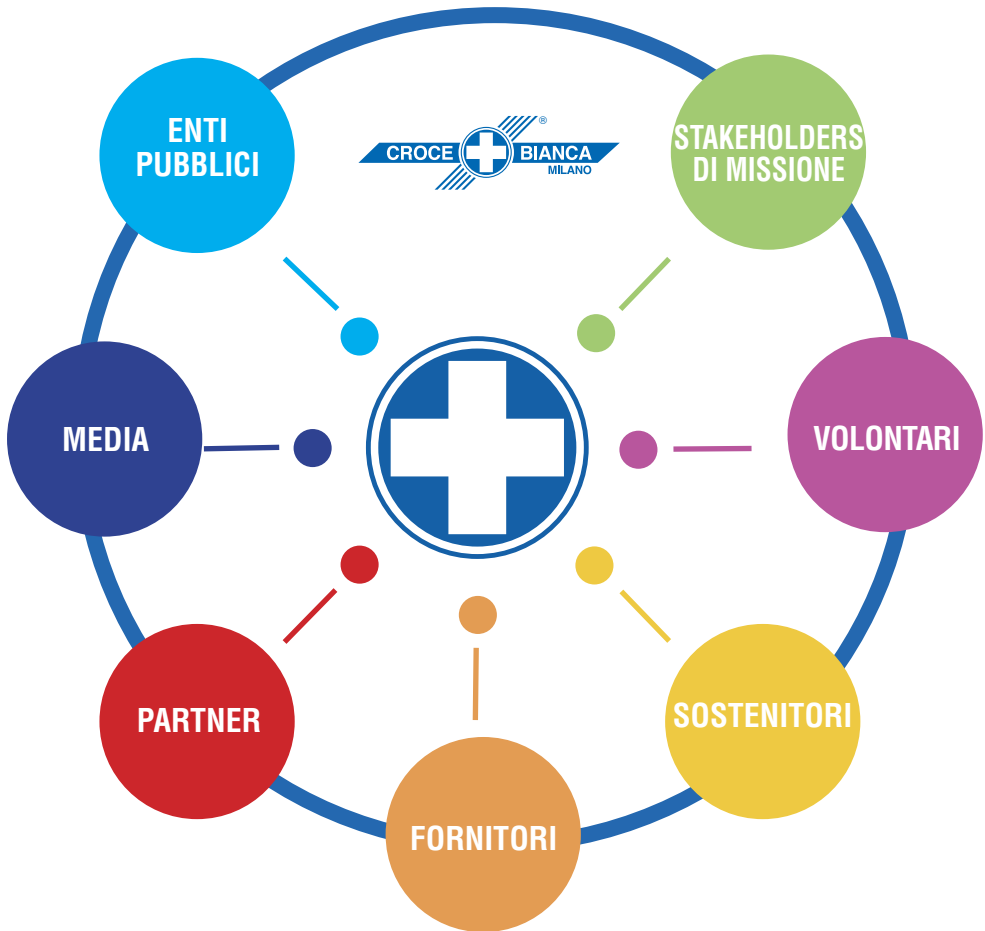 ENTI
PUBBLICI
CROCE BIANCA
MILANO
®
STAKEHOLDERS
DI MISSIONE
MEDIA
VOLONTARI
PARTNER
SOSTENITORI
FORNITORI